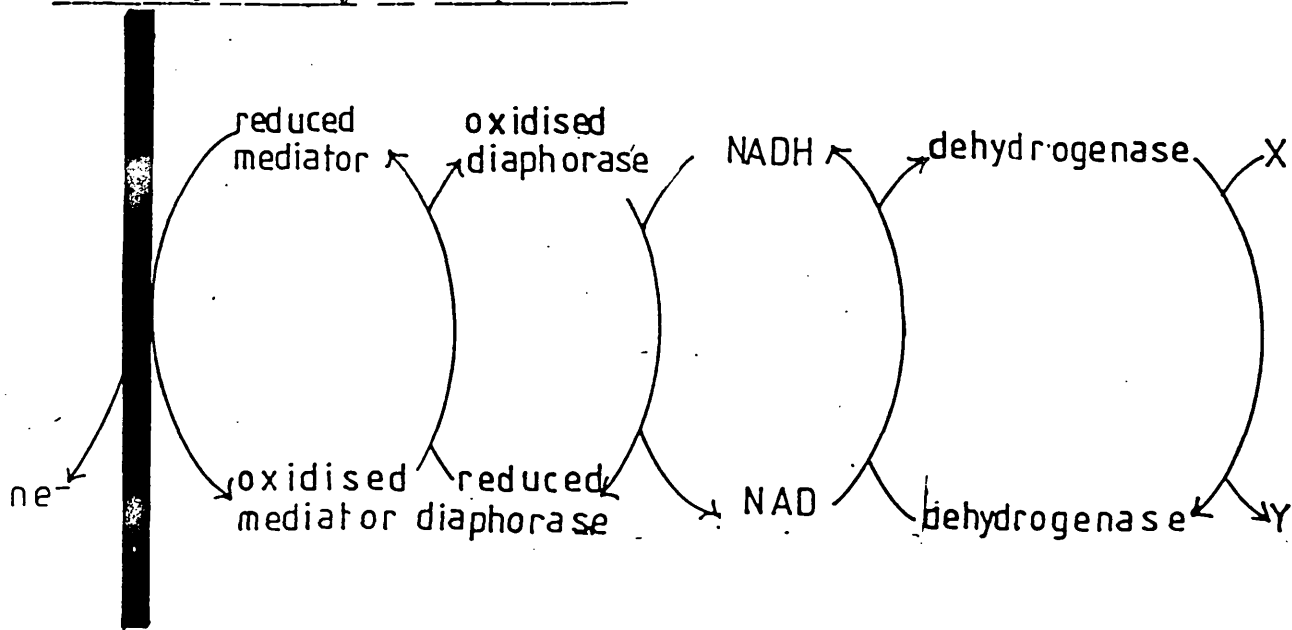 reduced
mediator
oxidised
diaphorase
NADH
dehydrogenase
X
ne-
oxidised
mediator
reduced
diaphorase
NAD
dehydrogenase
Y